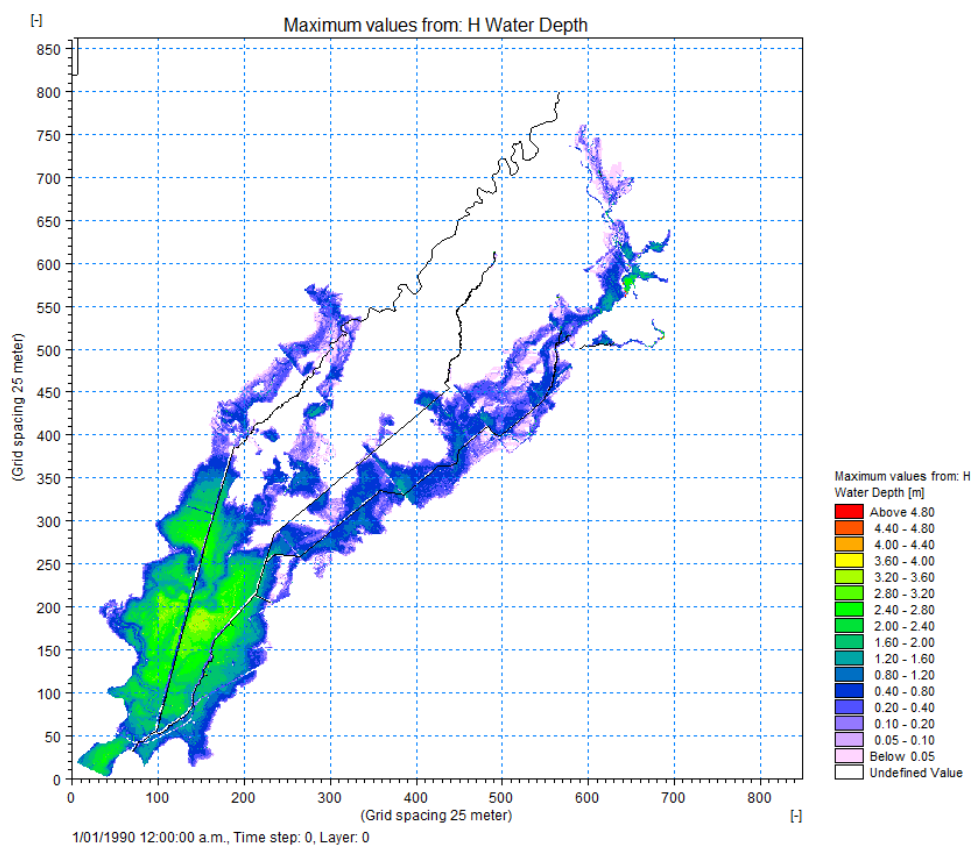 [-]
Maximum values from: H Water Depth
850
800
750
700
650
600
550
500
450
400
350
300
250
200
150
100
50
0
(Grid spacing 25 meter)
0 100 200 300 400 500 600 700 800
(Grid spacing 25 meter) [-]
1/01/1990 12:00:00 a.m., Time step: 0, Layer: 0
Maximum values from: H
Water Depth [m]
Above 4.80
4.40 - 4.80
4.00 - 4.40
3.60 - 4.00
3.20 - 3.60
2.80 - 3.20
2.40 - 2.80
2.00 - 2.40
1.60 - 2.00
1.20 - 1.60
0.80 - 1.20
0.40 - 0.80
0.20 - 0.40
0.10 - 0.20
0.05 - 0.10
Below 0.05
Undefined Value